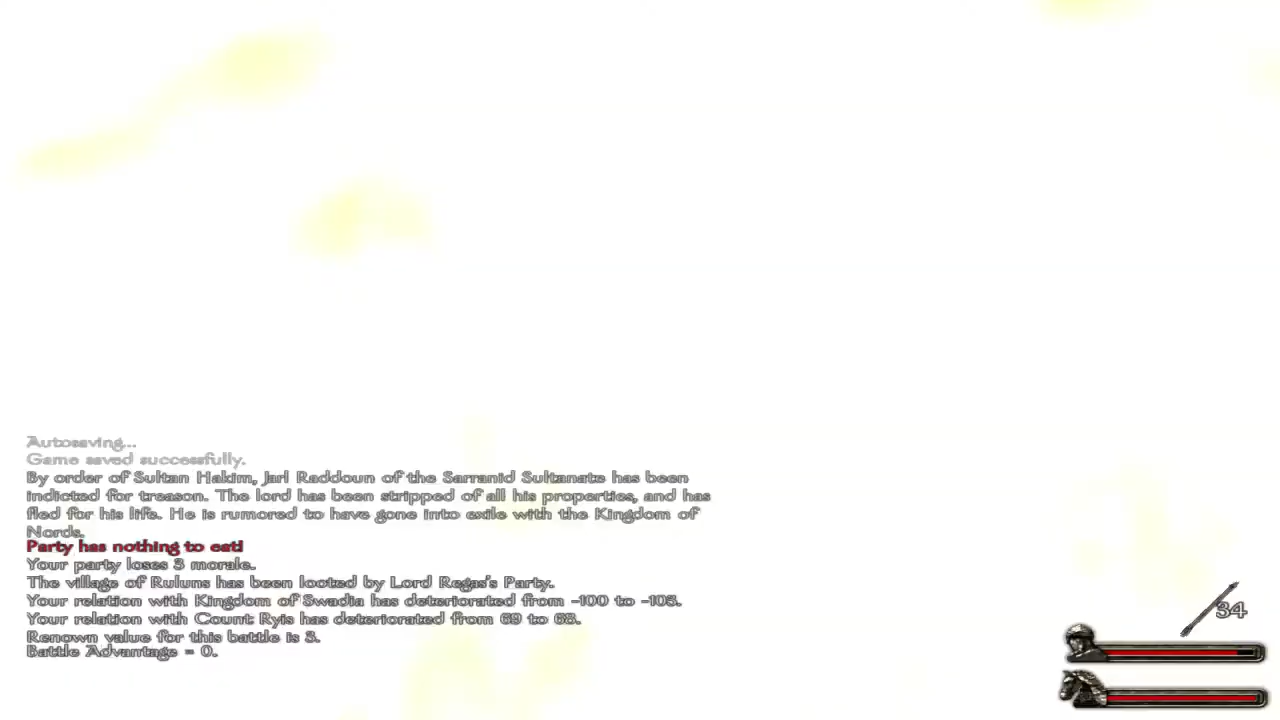 Autosaving...
Game saved successfully.
By order of Sultan Hakim, Jarl Raddoun of the Sarranid Sultanate has been
indicted for treason. The lord has been stripped of all his properties, and has
fled for his life. He is rumored to have gone into exile with the Kingdom of
Nords.
Party has nothing to eat!
Your party loses 3 morale.
The village of Ruluns has been looted by Lord Regas's Party.
Your relation with Kingdom of Swadia has deteriorated from -100 to -103.
Your relation with Count Ryis has deteriorated from 69 to 68.
Renown value for this battle is 3.
Battle Advantage = 0.
34